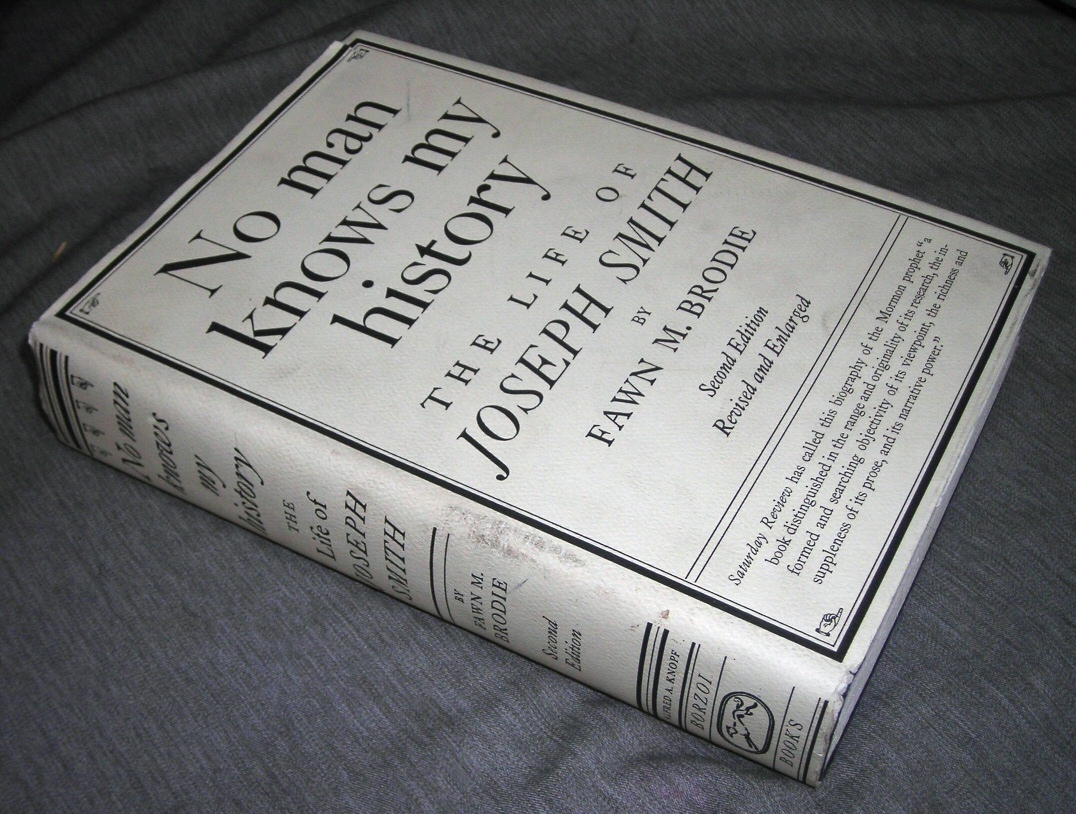 No man
knows my
history
THE LIFE OF
JOSEPH SMITH
BY
FAWN M. BRODIE
Second Edition
Revised and Enlarged
Saturday Review has called this biography of the Mormon prophet "a
book distinguished in the range and originality of its research, the in-
formed and searching objectivity of its viewpoint, the richness and
suppleness of its prose, and its narrative power."
No man
knows
my
history
THE
Life of
JOSEPH
SMITH
BY
FAWN M.
BRODIE
Second
Edition
ALFRED A. KNOPF
BORZOI
BOOKS